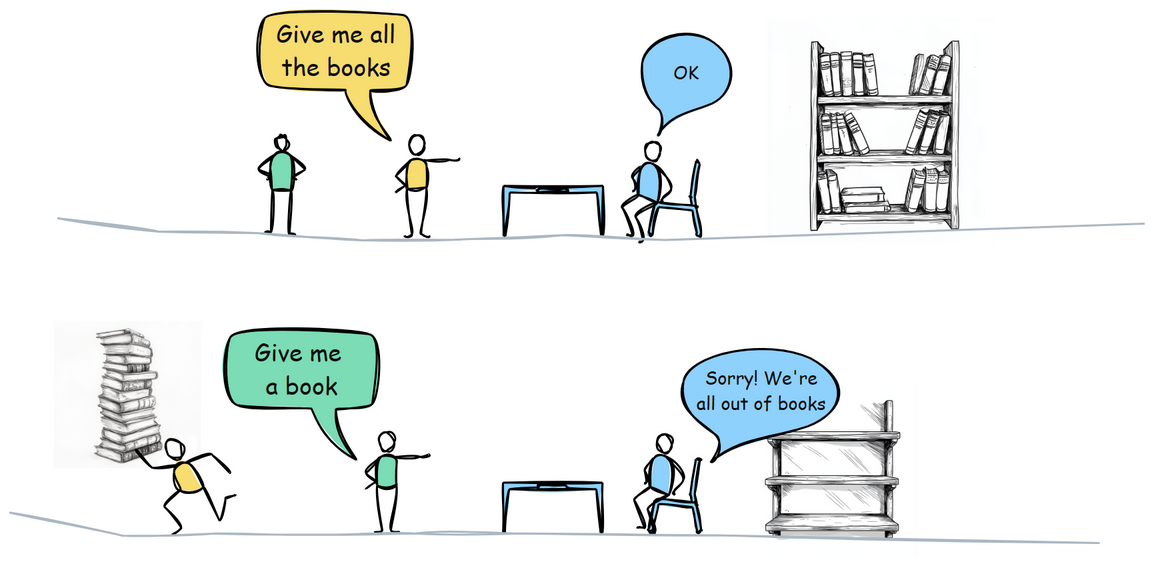 Give me all
the books
OK
Give me
a book
Sorry! We're
all out of books